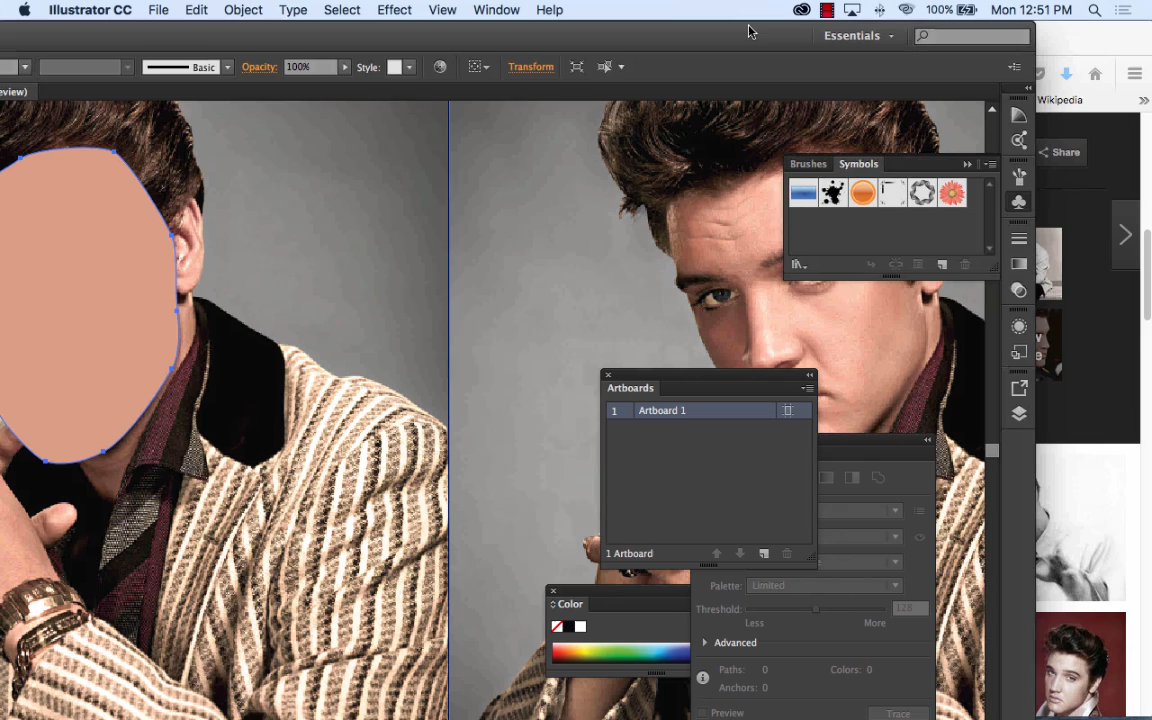 Illustrator CC File Edit Object Type Select Effect View Window Help 100% Mon 12:51 PM
Essentials
Basic Opacity: 100% Style: Transform
eview)
Wikipedia
Share
Brushes Symbols
Artboards
1 Artboard 1
1 Artboard
Palette: Limited
Threshold: 128
Less More
Color
Advanced
Paths: 0 Colors: 0
Anchors: 0
Preview Trace